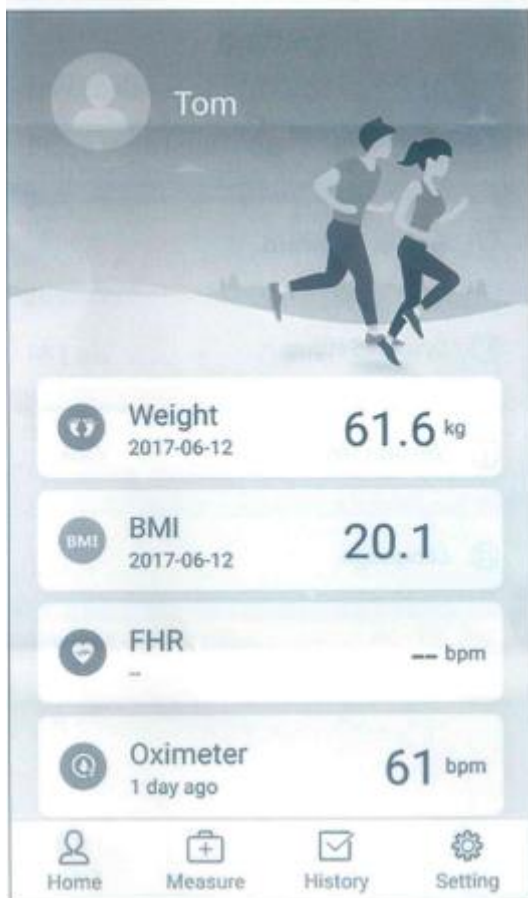 Tom
Weight
2017-06-12
61.6 kg
BMI
BMI
2017-06-12
20.1
FHR
--
-- bpm
Oximeter
1 day ago
61 bpm
Home
Measure
History
Setting